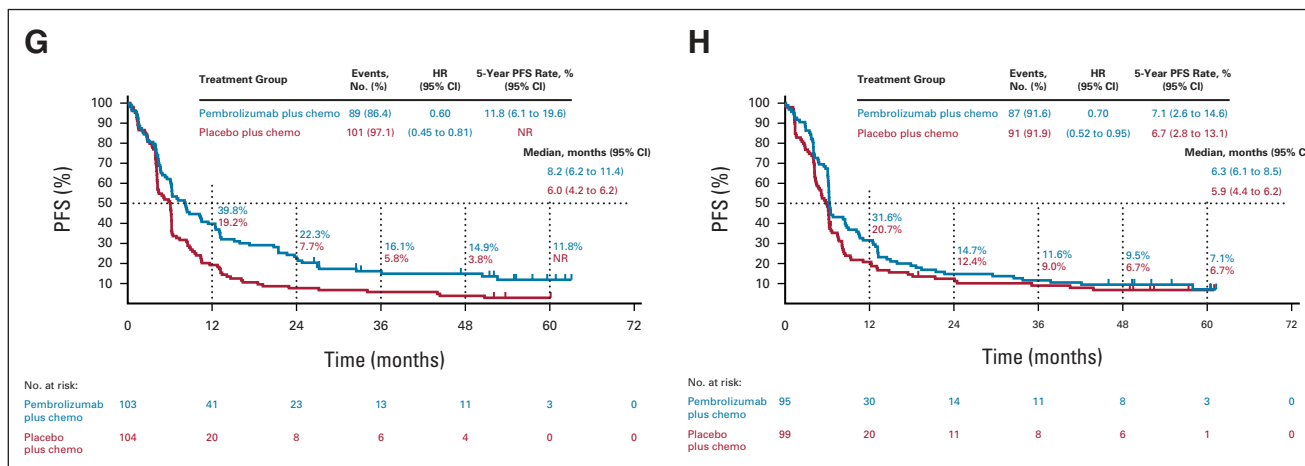 G
Treatment Group Events, No. (%) HR (95% CI) 5-Year PFS Rate, % (95% CI)
Pembrolizumab plus chemo 89 (86.4) 0.60 11.8 (6.1 to 19.6)
Placebo plus chemo 101 (97.1) (0.45 to 0.81) NR
Median, months (95% CI)
8.2 (6.2 to 11.4)
6.0 (4.2 to 6.2)
PFS (%)
100
90
80
70
60
50
40
30
20
10
39.8%
19.2%
22.3%
7.7%
16.1%
5.8%
14.9%
3.8%
11.8%
NR
0 12 24 36 48 60 72
Time (months)
No. at risk:
Pembrolizumab plus chemo 103 41 23 13 11 3 0
Placebo plus chemo 104 20 8 6 4 0 0
H
Treatment Group Events, No. (%) HR (95% CI) 5-Year PFS Rate, % (95% CI)
Pembrolizumab plus chemo 87 (91.6) 0.70 7.1 (2.6 to 14.6)
Placebo plus chemo 91 (91.9) (0.52 to 0.95) 6.7 (2.8 to 13.1)
Median, months (95% CI)
6.3 (6.1 to 8.5)
5.9 (4.4 to 6.2)
PFS (%)
100
90
80
70
60
50
40
30
20
10
31.6%
20.7%
14.7%
12.4%
11.6%
9.0%
9.5%
6.7%
7.1%
6.7%
0 12 24 36 48 60 72
Time (months)
No. at risk:
Pembrolizumab plus chemo 95 30 14 11 8 3 0
Placebo plus chemo 99 20 11 8 6 1 0